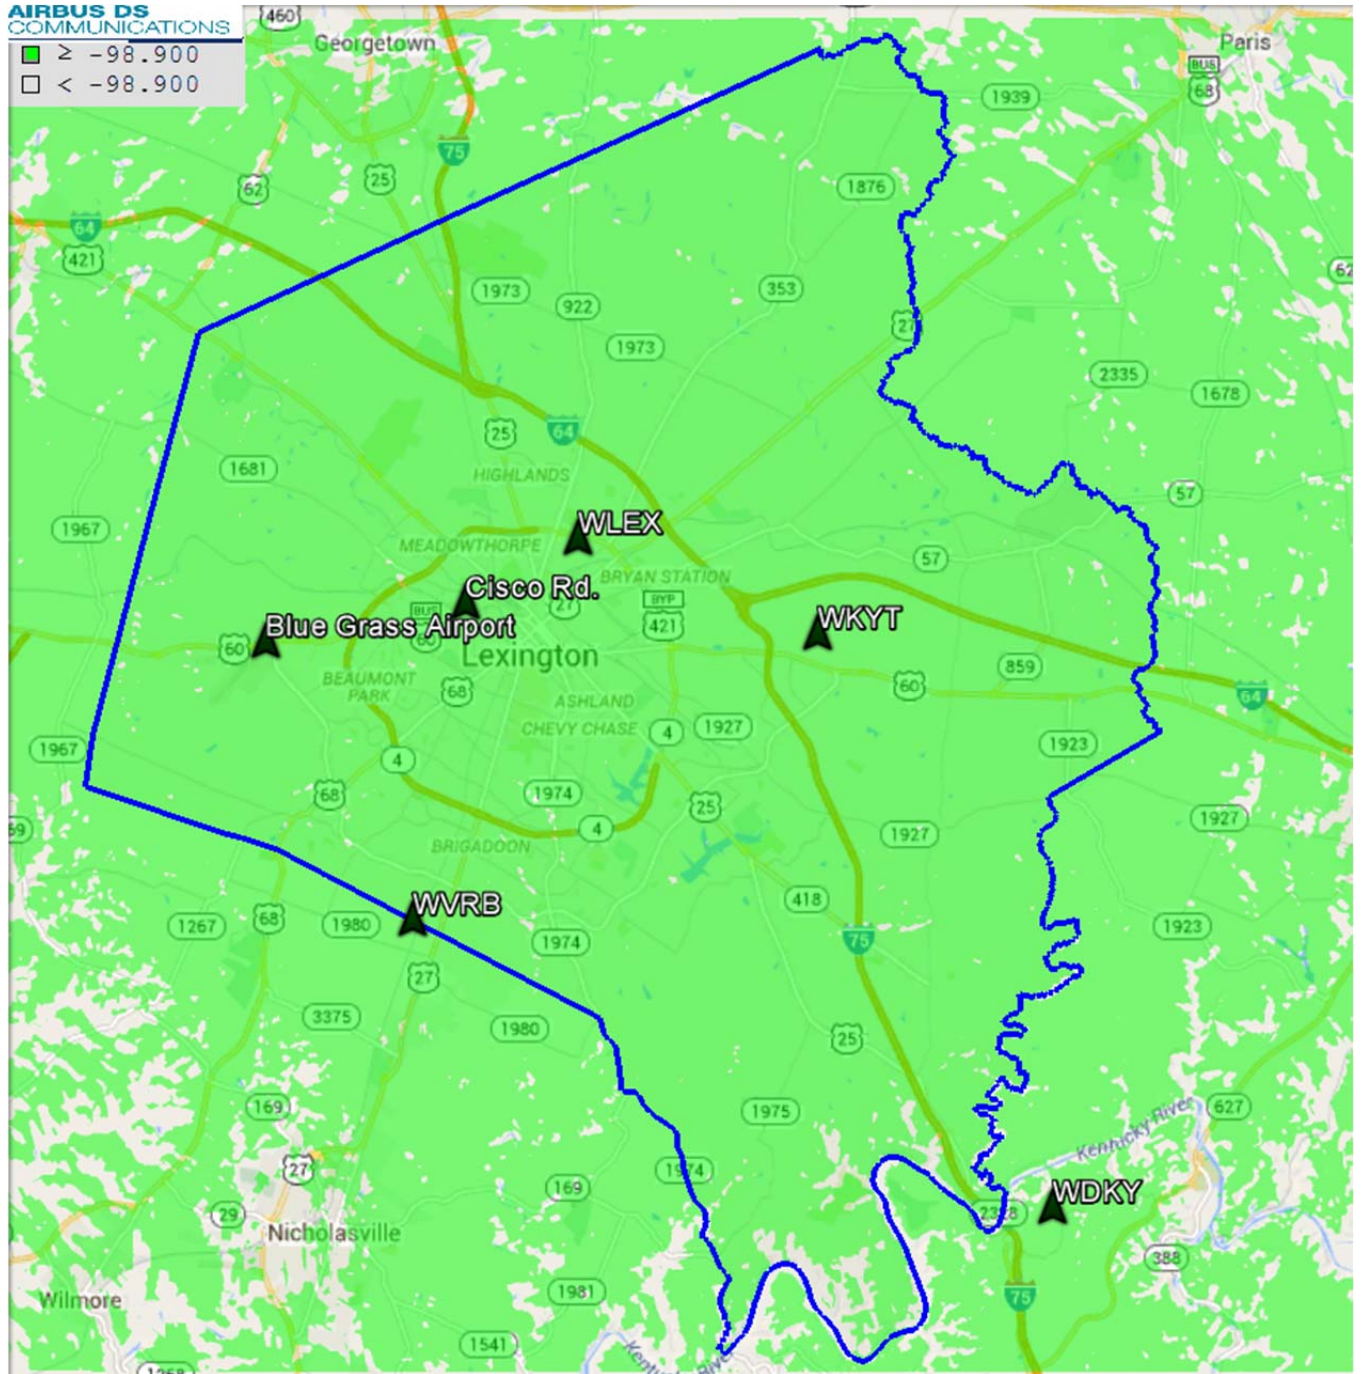 AIRBUS DS
COMMUNICATIONS
≥ -98.900
< -98.900
460
Georgetown
Paris
BUS
68
1939
75
25
62
1876
64
421
62
1973
922
353
27
1973
2335
1678
25
64
HIGHLANDS
1681
57
1967
WLEX
MEADOWTHORPE
57
BRYAN STATION
Cisco Rd.
BUS
27
BYP
WKYT
Blue Grass Airport
60
60
421
Lexington
859
BEAUMONT
PARK
68
60
64
ASHLAND
CHEVY CHASE
4
1927
1923
1967
4
68
1974
25
1927
69
4
1927
BRIGADOON
418
WVRB
1267
68
1980
1974
75
1923
27
3375
1980
25
169
1975
627
Kentucky River
27
1974
169
WDKY
29
Nicholasville
388
1981
75
Wilmore
1541
Kentucky River